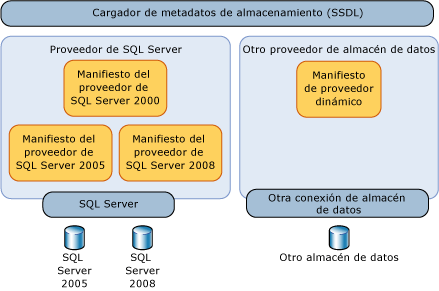 Cargador de metadatos de almacenamiento (SSDL)
Proveedor de SQL Server
Manifiesto del
proveedor de
SQL Server 2000
Manifiesto del
proveedor de
SQL Server 2005
Manifiesto del
proveedor de
SQL Server 2008
SQL Server
SQL
Server
2005
SQL
Server
2008
Otro proveedor de almacén de datos
Manifiesto
de proveedor
dinámico
Otra conexión de almacén
de datos
Otro almacén de datos